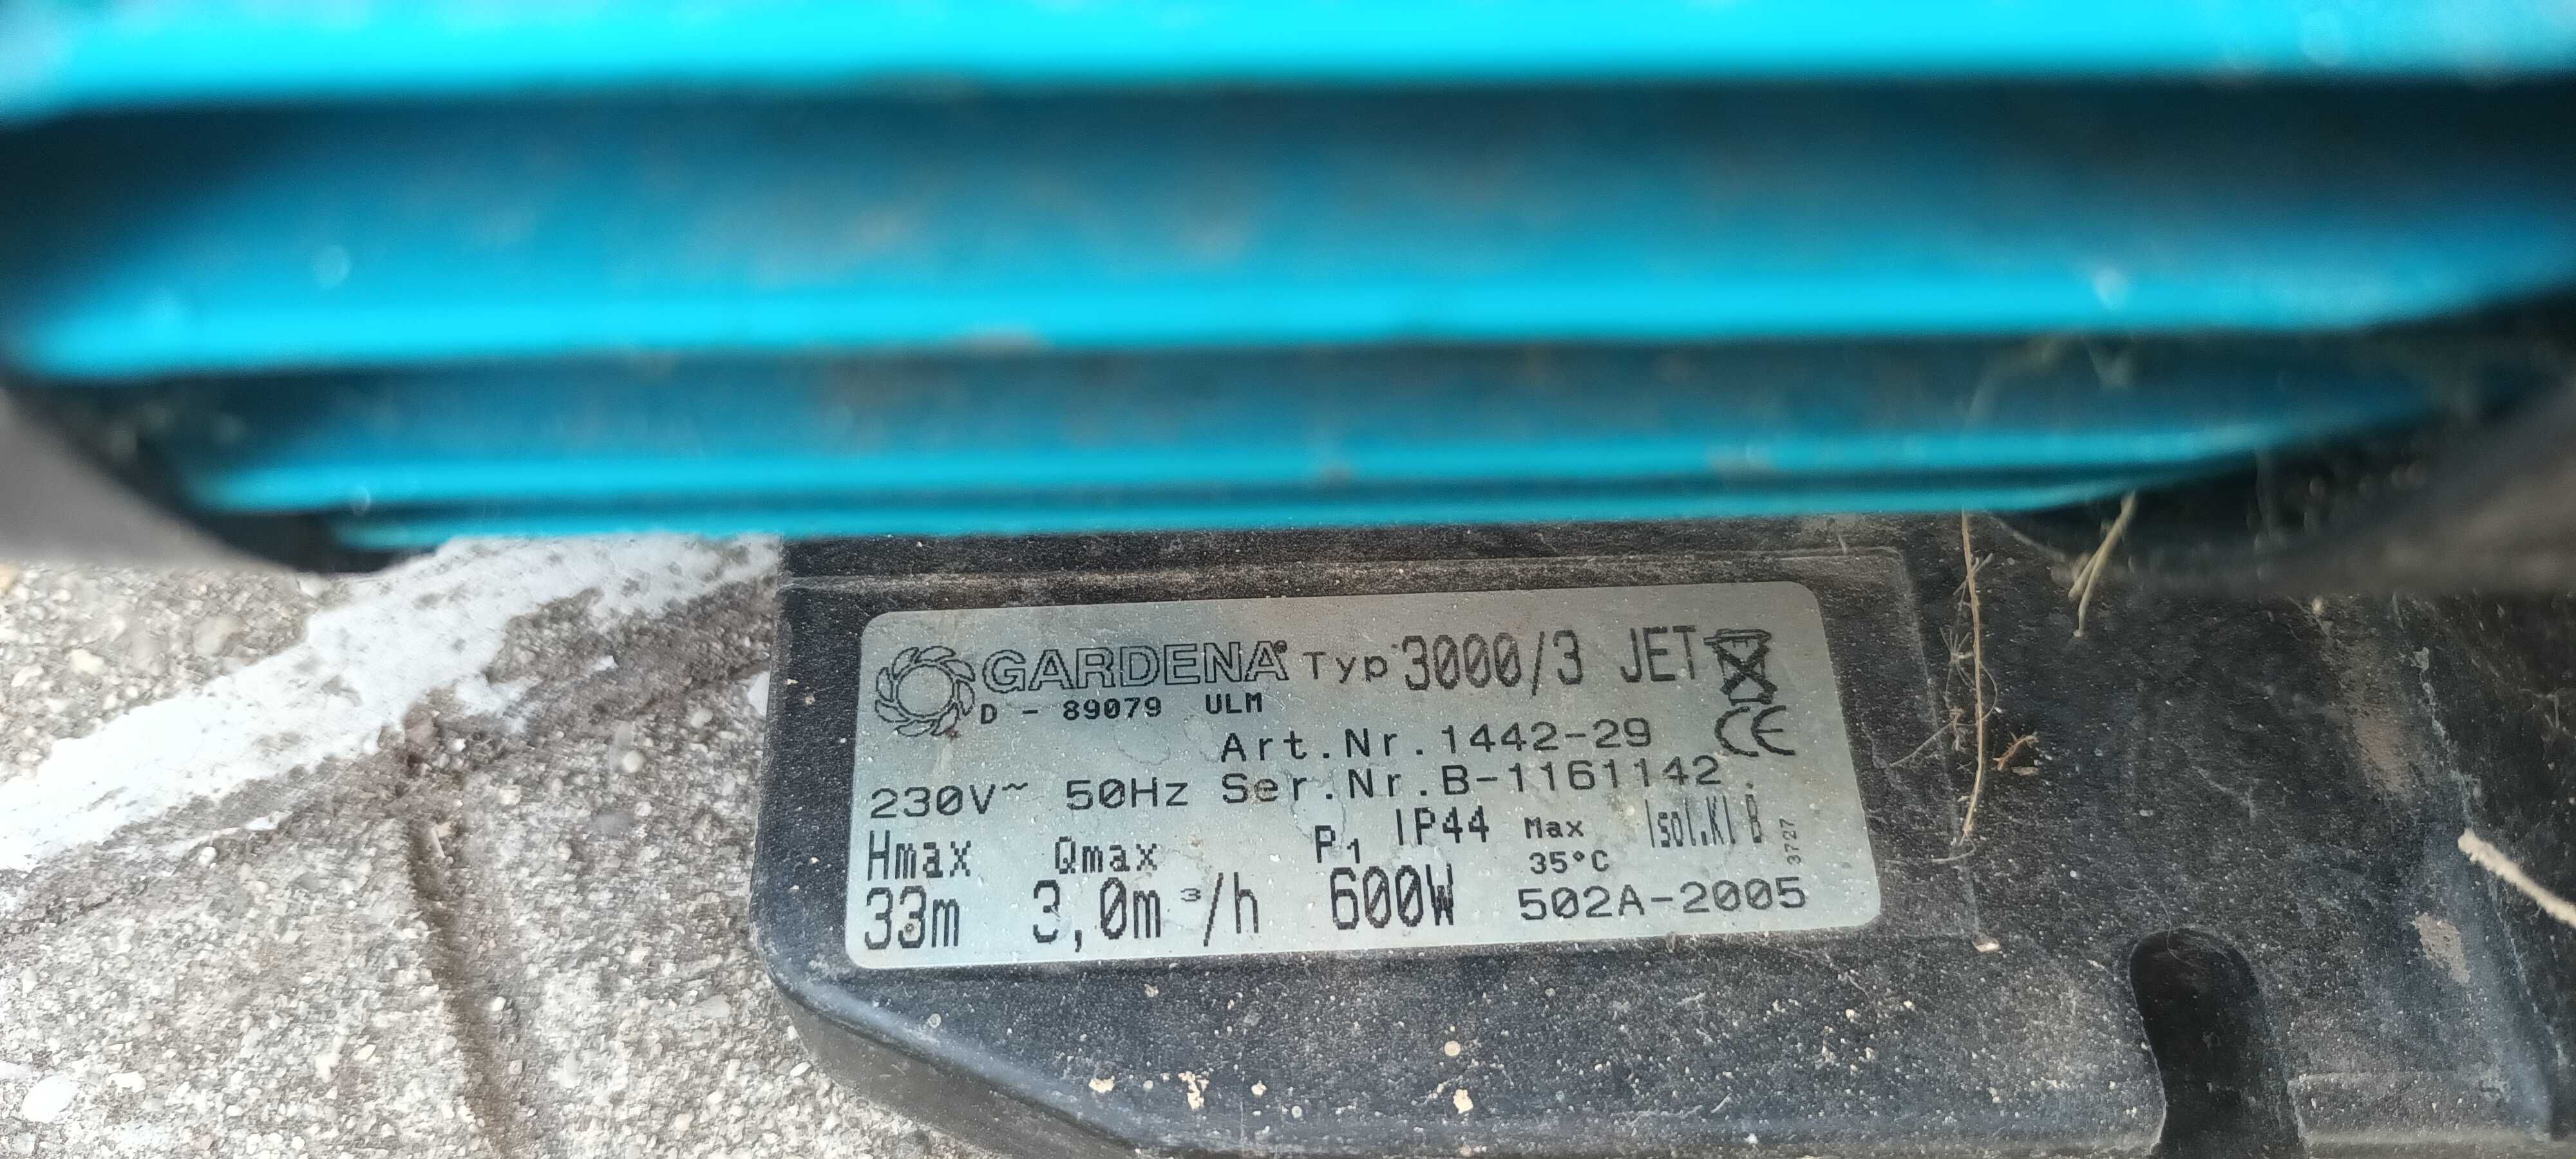 GARDENA® Typ 3000/3 JET
D - 89079 ULM
Art.Nr. 1442-29 CE
230V~ 50Hz Ser.Nr. B-1161142
Hmax Qmax P1 IP44 Max 35°C Isol.Kl B 3727
33m 3,0m³/h 600W 502A-2005